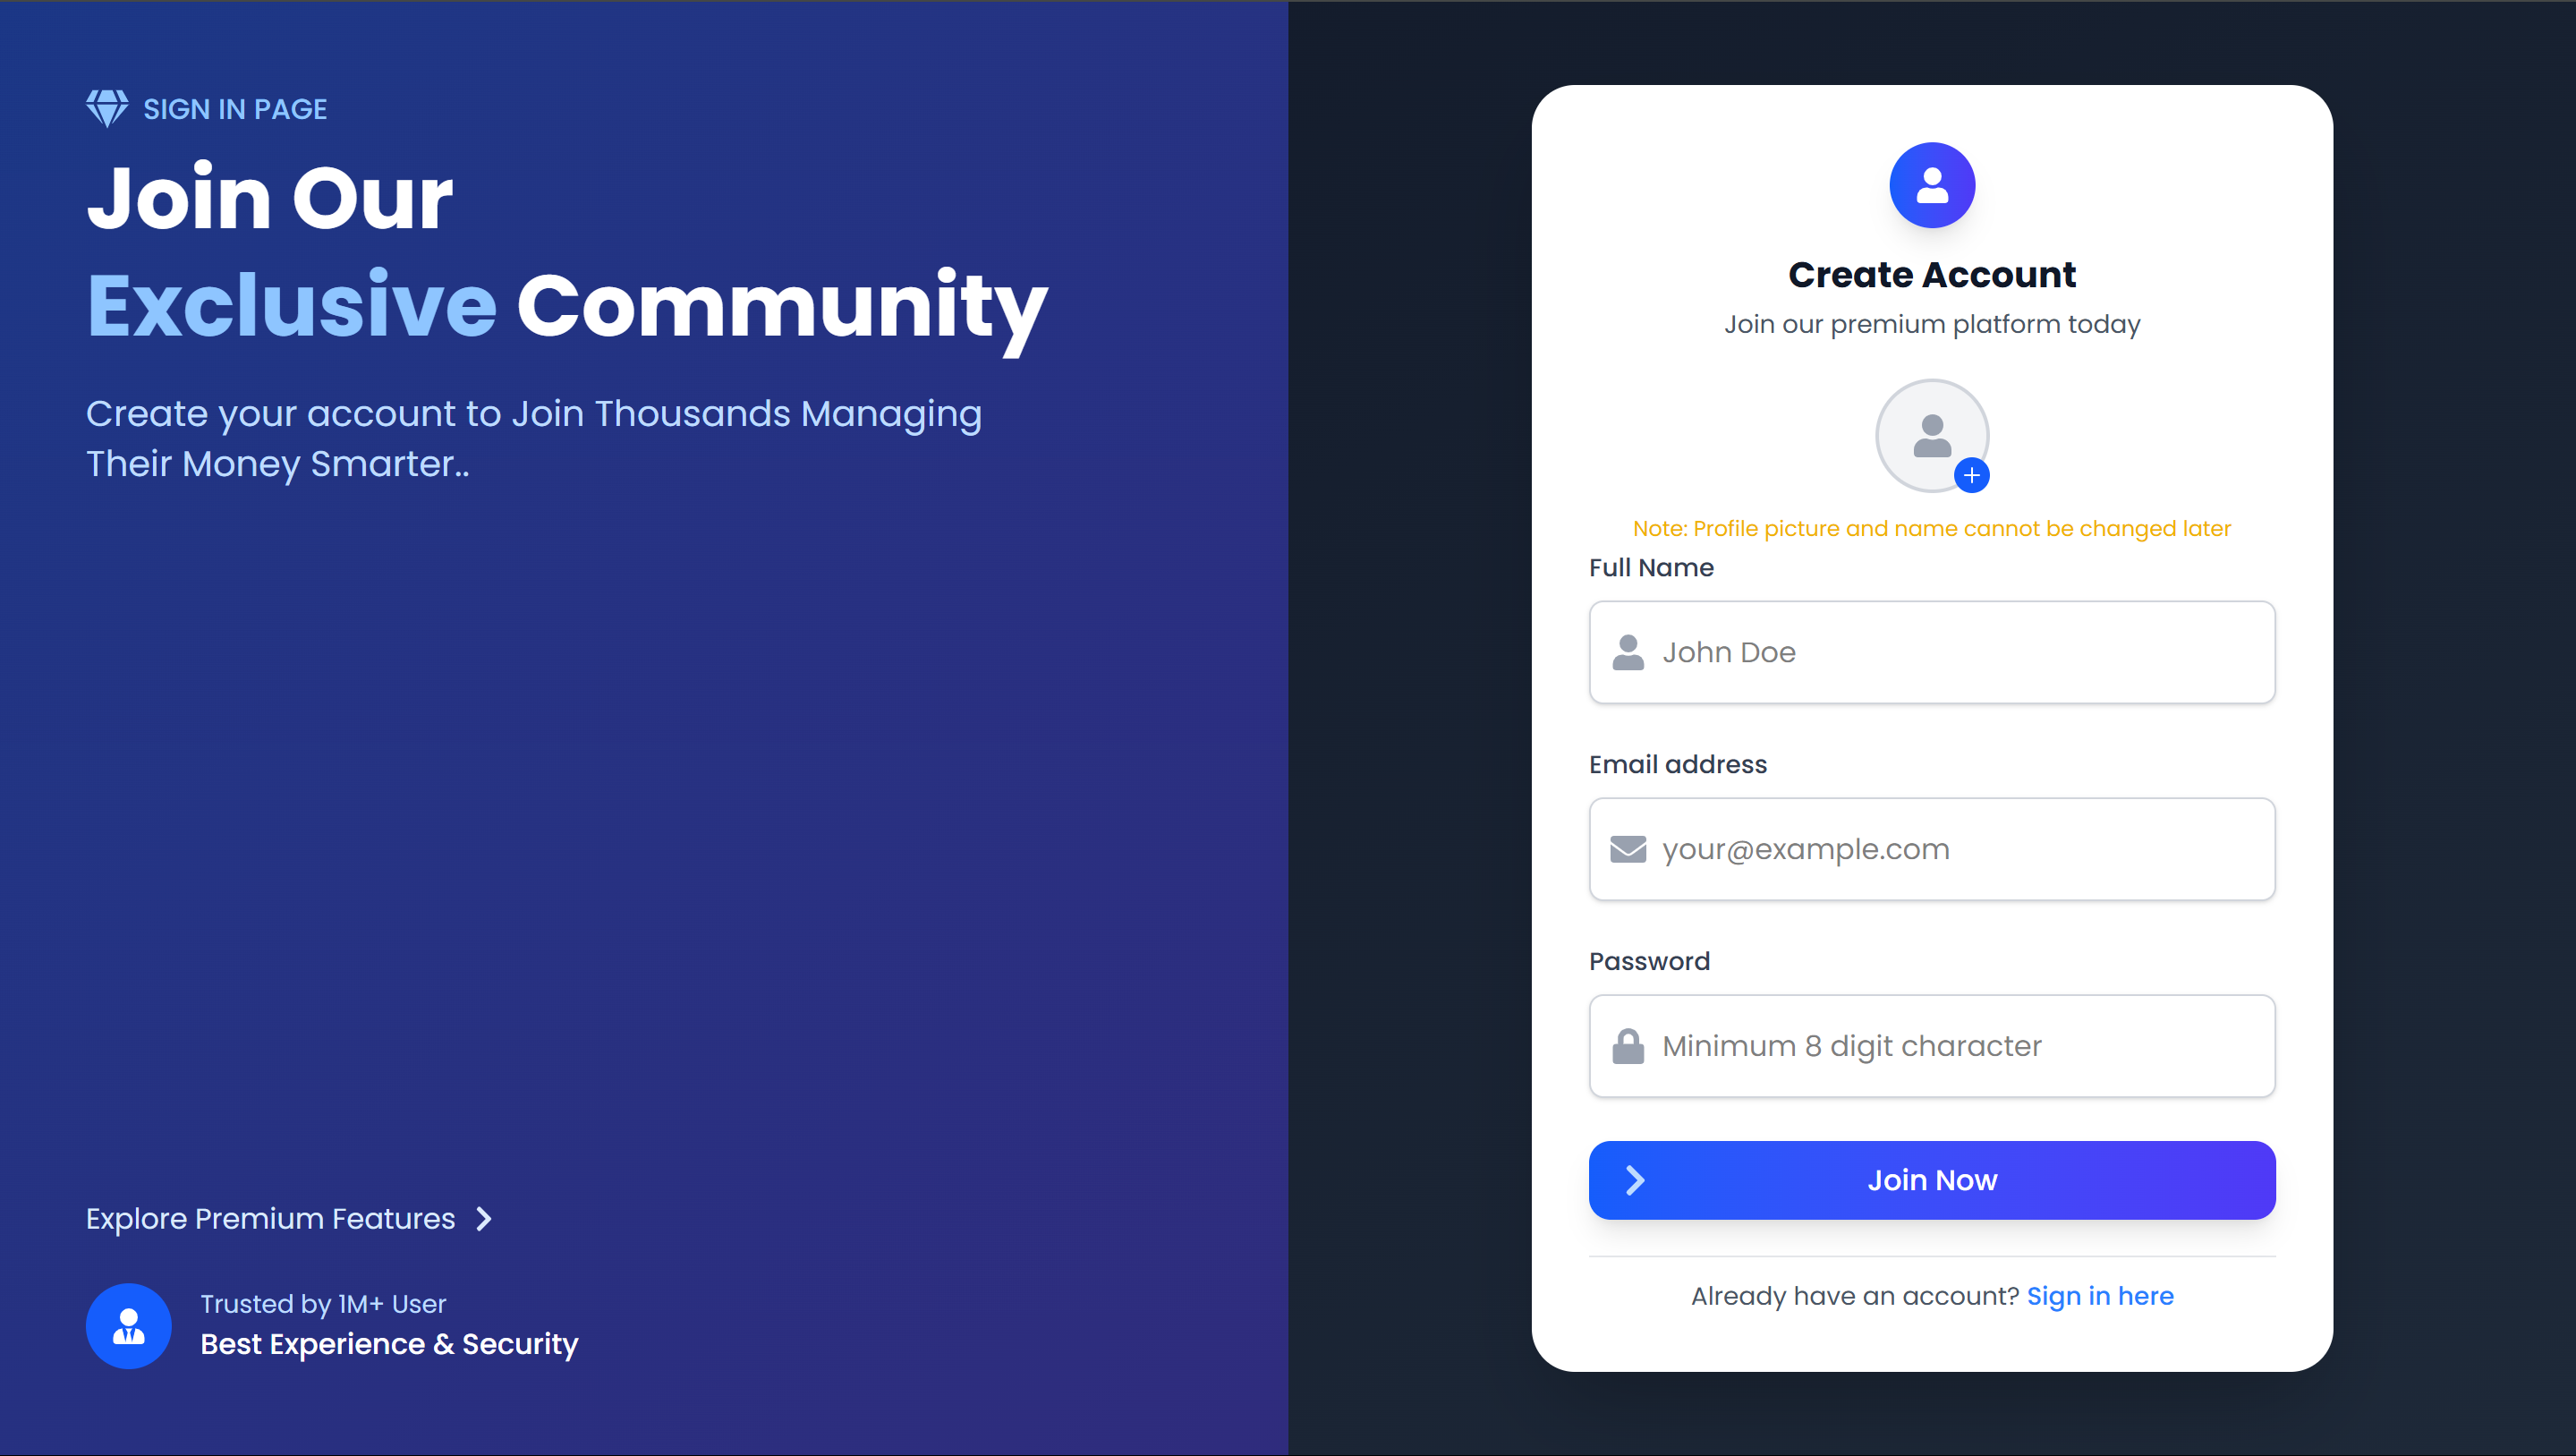 SIGN IN PAGE
Join Our
Exclusive Community
Create your account to Join Thousands Managing
Their Money Smarter..
Explore Premium Features
Trusted by 1M+ User
Best Experience & Security
Create Account
Join our premium platform today
Note: Profile picture and name cannot be changed later
Full Name
John Doe
Email address
your@example.com
Password
Minimum 8 digit character
Join Now
Already have an account? Sign in here